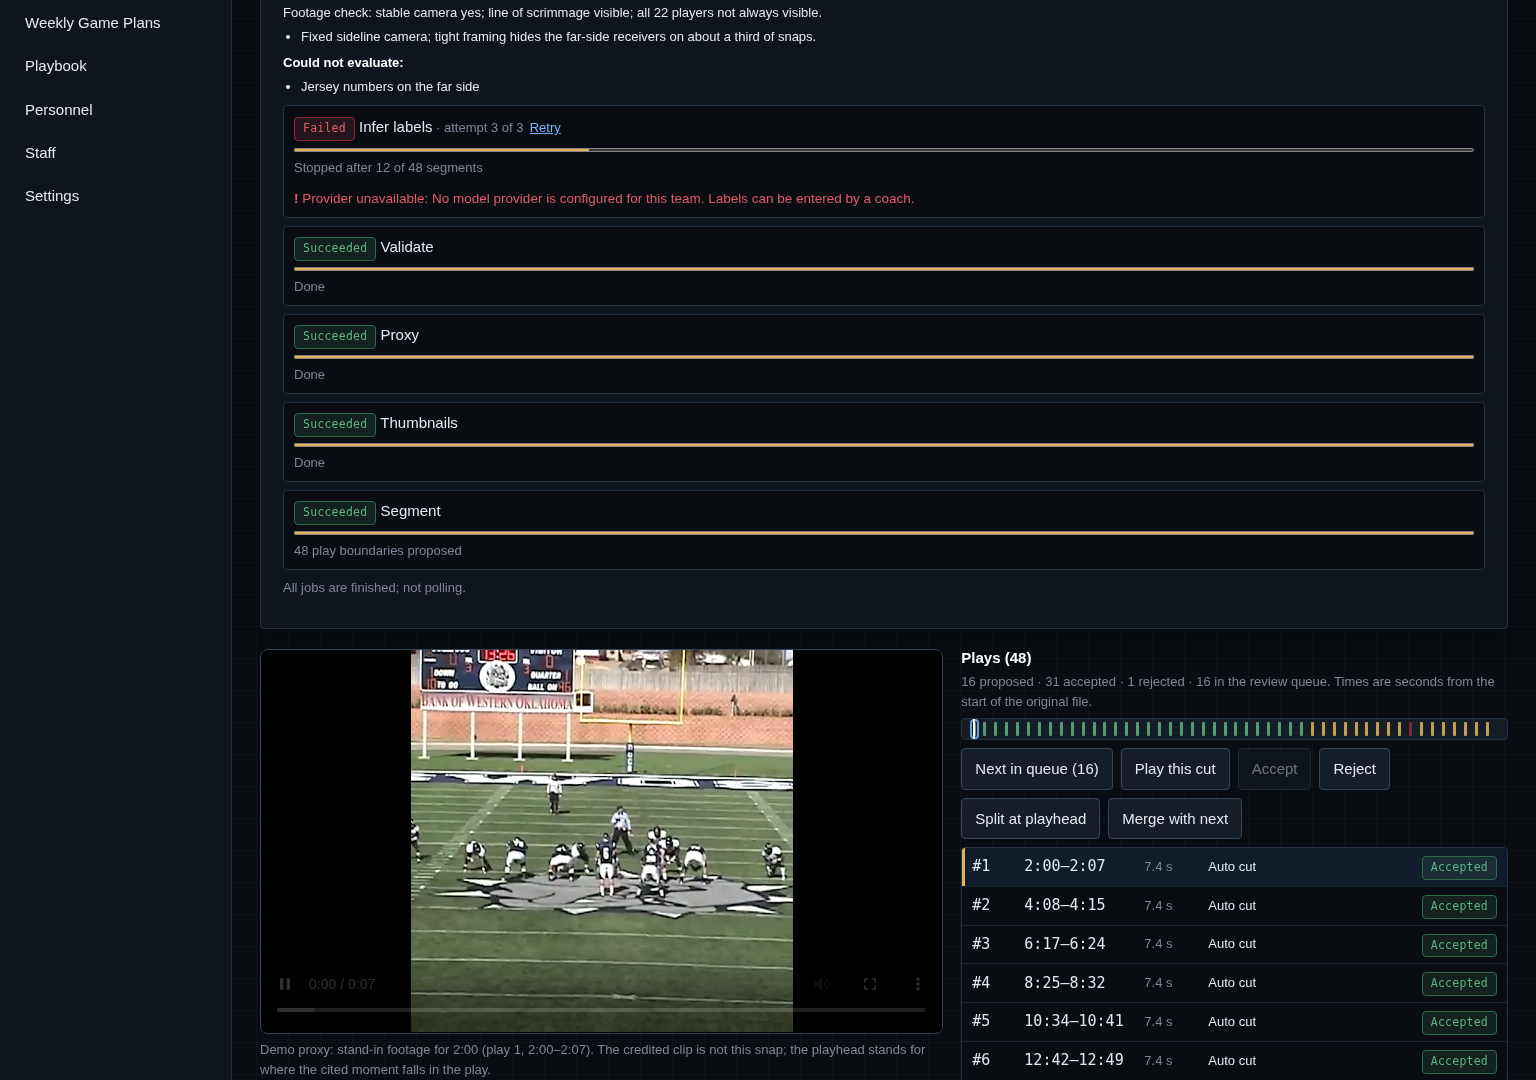 Weekly Game Plans
Playbook
Personnel
Staff
Settings
Footage check: stable camera yes; line of scrimmage visible; all 22 players not always visible.
• Fixed sideline camera; tight framing hides the far-side receivers on about a third of snaps.
Could not evaluate:
• Jersey numbers on the far side
Failed Infer labels · attempt 3 of 3 Retry
Stopped after 12 of 48 segments
! Provider unavailable: No model provider is configured for this team. Labels can be entered by a coach.
Succeeded Validate
Done
Succeeded Proxy
Done
Succeeded Thumbnails
Done
Succeeded Segment
48 play boundaries proposed
All jobs are finished; not polling.
13:26
DOWN
TO GO
QUARTER
BALL ON
BANK OF WESTERN OKLAHOMA
0:00 / 0:07
Demo proxy: stand-in footage for 2:00 (play 1, 2:00–2:07). The credited clip is not this snap; the playhead stands for
where the cited moment falls in the play.
Plays (48)
16 proposed · 31 accepted · 1 rejected · 16 in the review queue. Times are seconds from the
start of the original file.
Next in queue (16) Play this cut Accept Reject
Split at playhead Merge with next
#1 2:00–2:07 7.4 s Auto cut Accepted
#2 4:08–4:15 7.4 s Auto cut Accepted
#3 6:17–6:24 7.4 s Auto cut Accepted
#4 8:25–8:32 7.4 s Auto cut Accepted
#5 10:34–10:41 7.4 s Auto cut Accepted
#6 12:42–12:49 7.4 s Auto cut Accepted